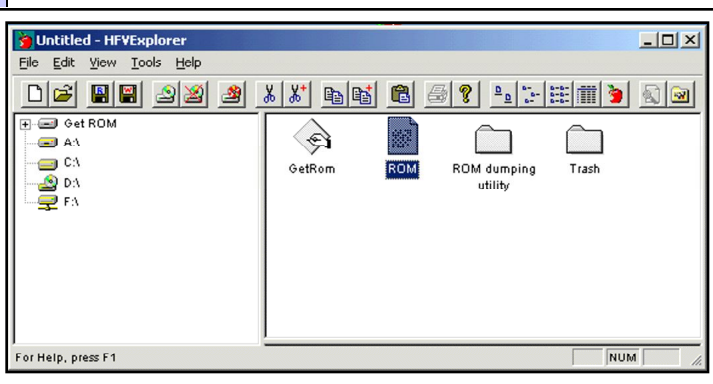 Untitled - HFVExplorer
File Edit View Tools Help
Get ROM
A:\
C:\
D:\
F:\
GetRom ROM ROM dumping utility Trash
For Help, press F1 NUM